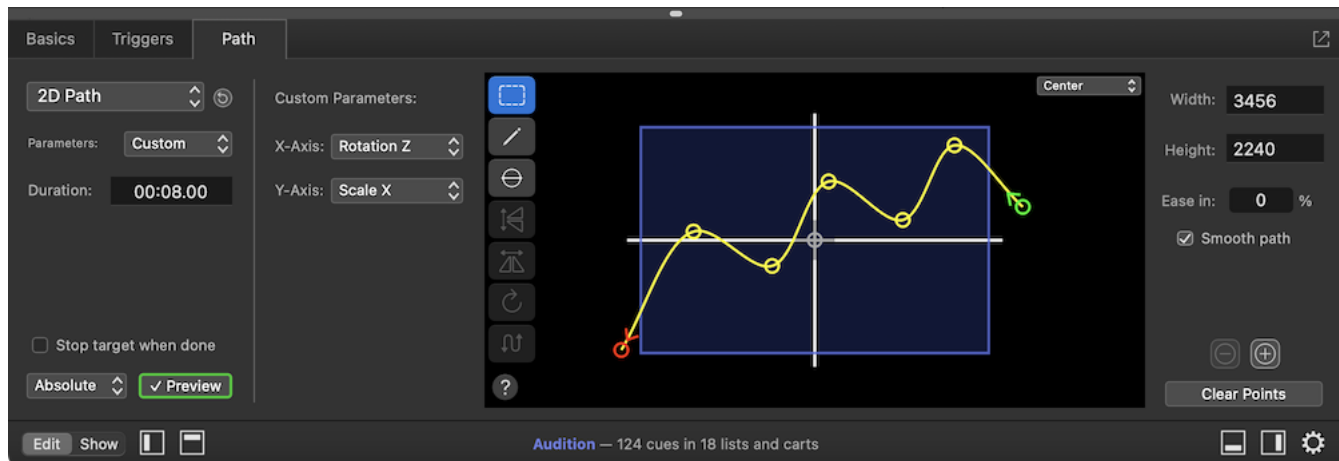 Basics Triggers Path
2D Path
Parameters: Custom
Duration: 00:08.00
Stop target when done
Absolute ✓ Preview
Custom Parameters:
X-Axis: Rotation Z
Y-Axis: Scale X
Center
?
Width: 3456
Height: 2240
Ease in: 0 %
Smooth path
Clear Points
Edit Show
Audition — 124 cues in 18 lists and carts